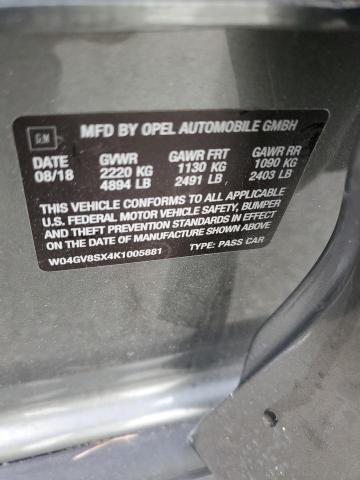 GM
MFD BY OPEL AUTOMOBILE GMBH
DATE GVWR GAWR FRT GAWR RR
08/18 2220 KG 1130 KG 1090 KG
4894 LB 2491 LB 2403 LB
THIS VEHICLE CONFORMS TO ALL APPLICABLE
U.S. FEDERAL MOTOR VEHICLE SAFETY, BUMPER
AND THEFT PREVENTION STANDARDS IN EFFECT
ON THE DATE OF MANUFACTURE SHOWN ABOVE.
W04GV8SX4K1005881 TYPE: PASS CAR